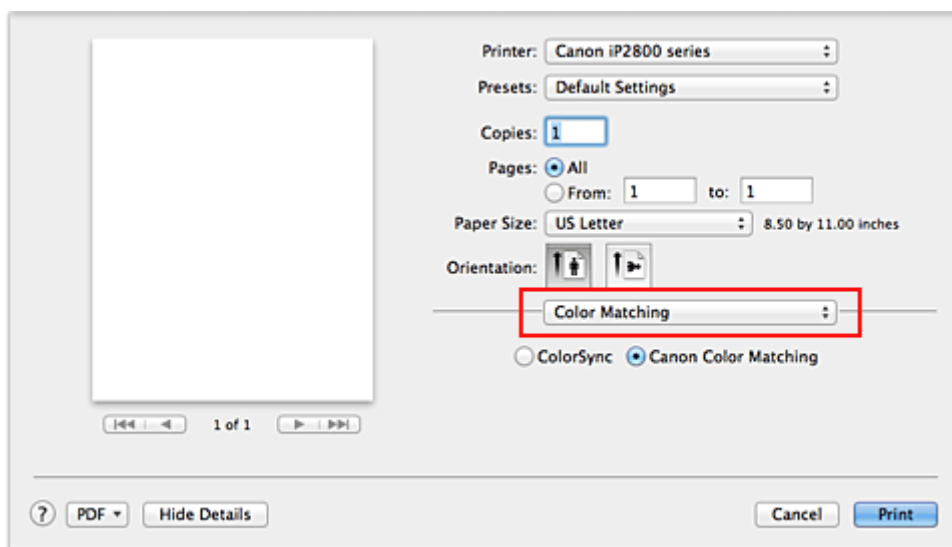 Printer: Canon iP2800 series
Presets: Default Settings
Copies: 1
Pages: All
From: 1 to: 1
Paper Size: US Letter 8.50 by 11.00 inches
Orientation:
Color Matching
ColorSync Canon Color Matching
1 of 1
? PDF Hide Details Cancel Print